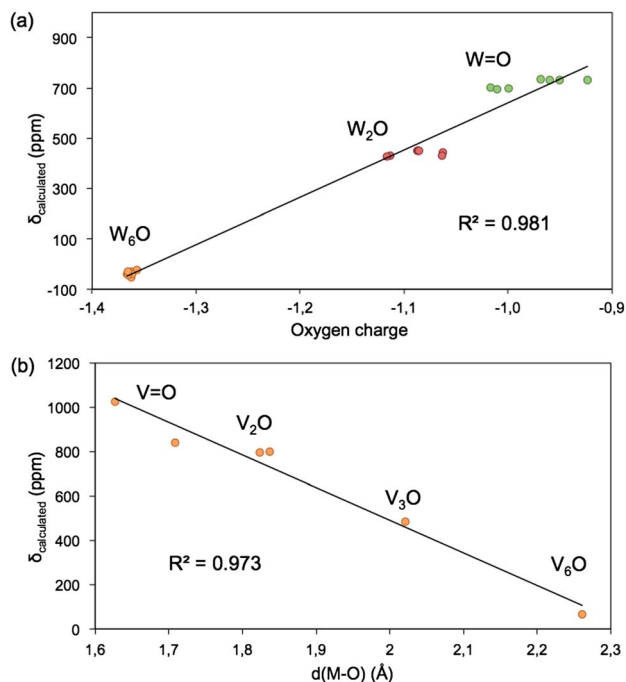 (a)
900
700
500
300
100
-100
δcalculated (ppm)
W=O
W₂O
W₆O
R² = 0.981
-1,4 -1,3 -1,2 -1,1 -1,0 -0,9
Oxygen charge
(b)
1200
1000
800
600
400
200
0
δcalculated (ppm)
V=O
V₂O
V₃O
V₆O
R² = 0.973
1,6 1,7 1,8 1,9 2 2,1 2,2 2,3
d(M-O) (Å)